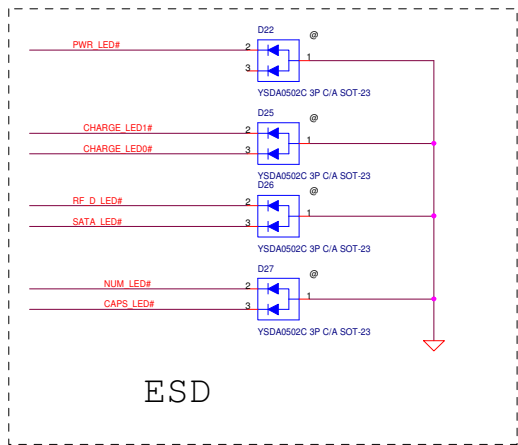 D22
@
PWR_LED#
2
1
3
YSDA0502C 3P C/A SOT-23
D25
@
CHARGE_LED1#
2
1
CHARGE_LED0#
3
YSDA0502C 3P C/A SOT-23
D26
@
RF_D_LED#
2
1
SATA_LED#
3
YSDA0502C 3P C/A SOT-23
D27
@
NUM_LED#
2
1
CAPS_LED#
3
YSDA0502C 3P C/A SOT-23
ESD